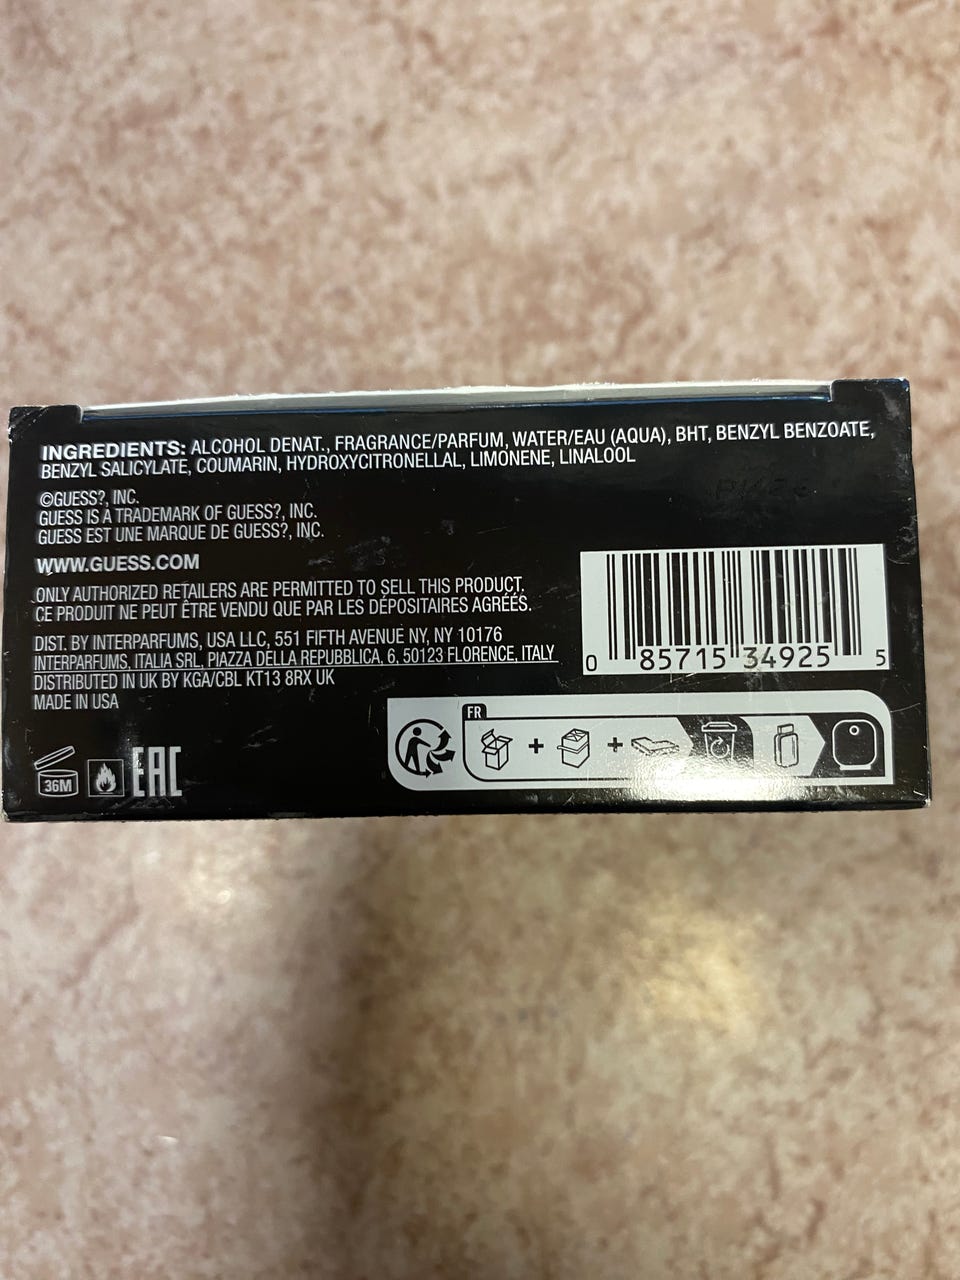 INGREDIENTS: ALCOHOL DENAT., FRAGRANCE/PARFUM, WATER/EAU (AQUA), BHT, BENZYL BENZOATE,
BENZYL SALICYLATE, COUMARIN, HYDROXYCITRONELLAL, LIMONENE, LINALOOL
©GUESS?, INC.
GUESS IS A TRADEMARK OF GUESS?, INC.
GUESS EST UNE MARQUE DE GUESS?, INC.
WWW.GUESS.COM
ONLY AUTHORIZED RETAILERS ARE PERMITTED TO SELL THIS PRODUCT.
CE PRODUIT NE PEUT ÊTRE VENDU QUE PAR LES DÉPOSITAIRES AGRÉÉS.
DIST. BY INTERPARFUMS, USA LLC, 551 FIFTH AVENUE NY, NY 10176
INTERPARFUMS, ITALIA SRL, PIAZZA DELLA REPUBBLICA, 6, 50123 FLORENCE, ITALY
DISTRIBUTED IN UK BY KGA/CBL KT13 8RX UK
MADE IN USA
0 85715 34925 5
FR
36M
EAC